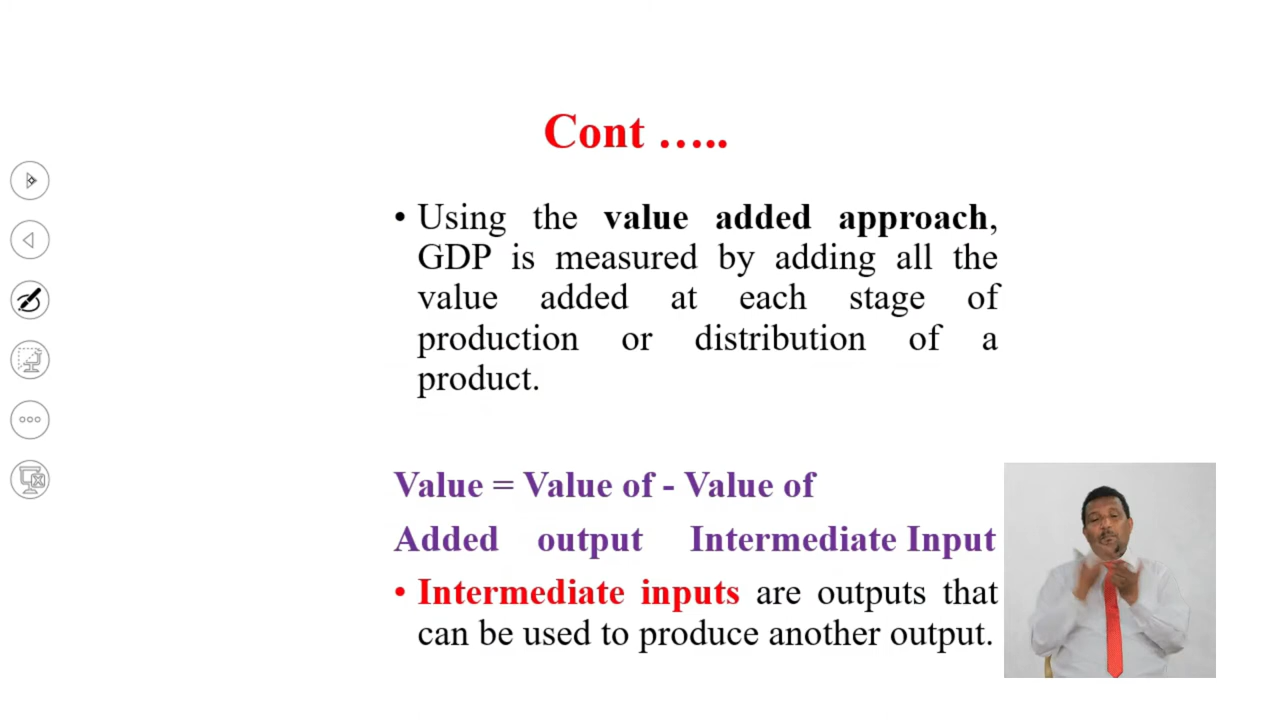 Cont …..
• Using the value added approach,
GDP is measured by adding all the
value added at each stage of
production or distribution of a
product.
Value = Value of - Value of
Added output Intermediate Input
• Intermediate inputs are outputs that
can be used to produce another output.